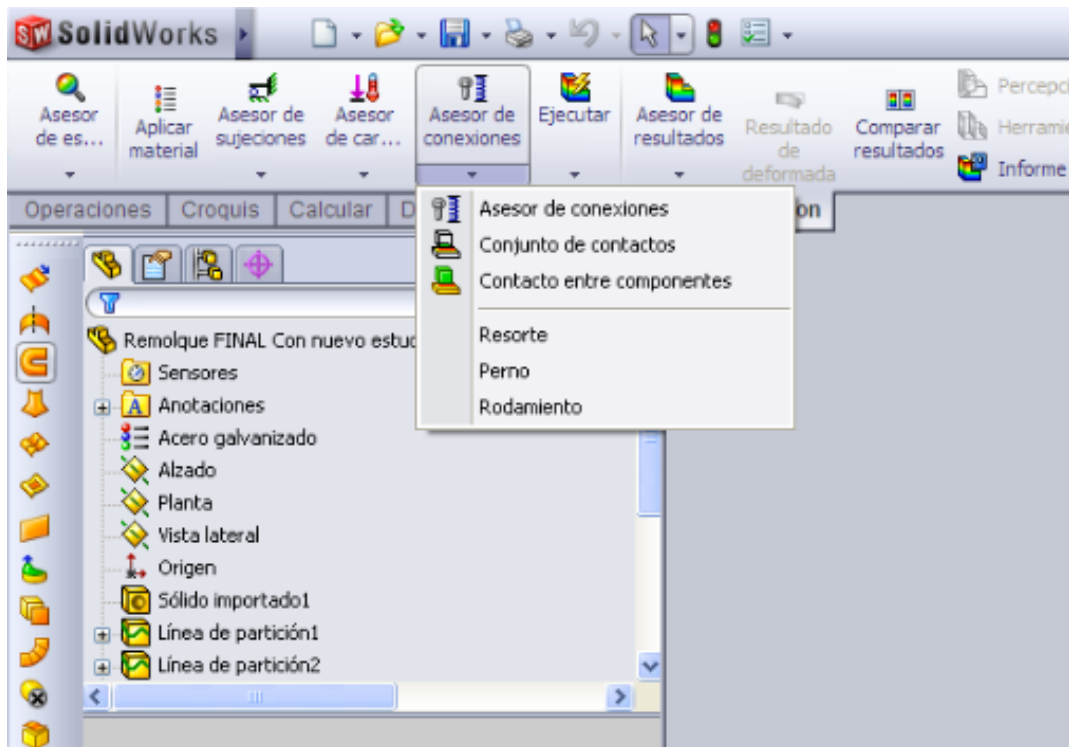 SolidWorks
Asesor de es...
Aplicar material
Asesor de sujeciones
Asesor de car...
Asesor de conexiones
Ejecutar
Asesor de resultados
Resultado de deformada
Comparar resultados
Informe
Operaciones
Croquis
Calcular
Asesor de conexiones
Conjunto de contactos
Contacto entre componentes
Resorte
Perno
Rodamiento
Remolque FINAL Con nuevo
Sensores
Anotaciones
Acero galvanizado
Alzado
Planta
Vista lateral
Origen
Sólido importado1
Línea de partición1
Línea de partición2